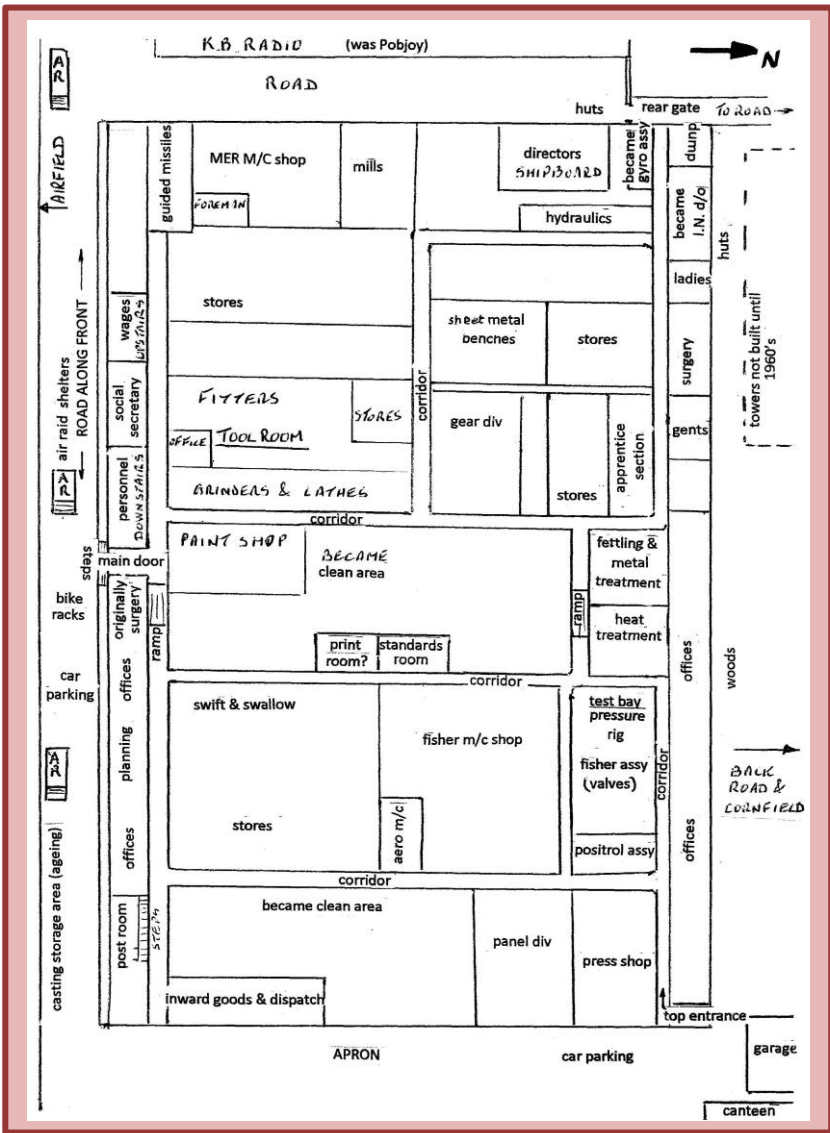 K.B. RADIO (was Pobjoy)
N
ROAD
AR
huts
rear gate
TO ROAD
AIRFIELD
guided missiles
MER M/C shop
mills
directors
SHIPBOARD
became
gyro assy
dwnp
FOREMAN
hydraulics
became
I.N. d/o
huts
ladies
towers not built until
1960's
air raid shelters
ROAD ALONG FRONT
wages
UPSTAIRS
stores
corridor
sheet metal
benches
stores
surgery
social
secretary
FITTERS
STORES
OFFICE
TOOL ROOM
gear div
stores
apprentice
section
gents
AR
personnel
DOWNSTAIRS
GRINDERS & LATHES
corridor
steps
main door
PAINT SHOP
BECAME
clean area
fettling &
metal
treatment
bike
racks
originally
surgery
ramp
ramp
heat
treatment
print
room?
standards
room
corridor
offices
offices
woods
car
parking
swift & swallow
fisher m/c shop
test bay
pressure
rig
fisher assy
(valves)
corridor
BACK
ROAD &
CORNFIELD
AR
planning
stores
aero m/c
positrol assy
offices
offices
corridor
casting storage area (ageing)
post room
STEPS
became clean area
panel div
press shop
inward goods & dispatch
top entrance
APRON
car parking
garage
canteen